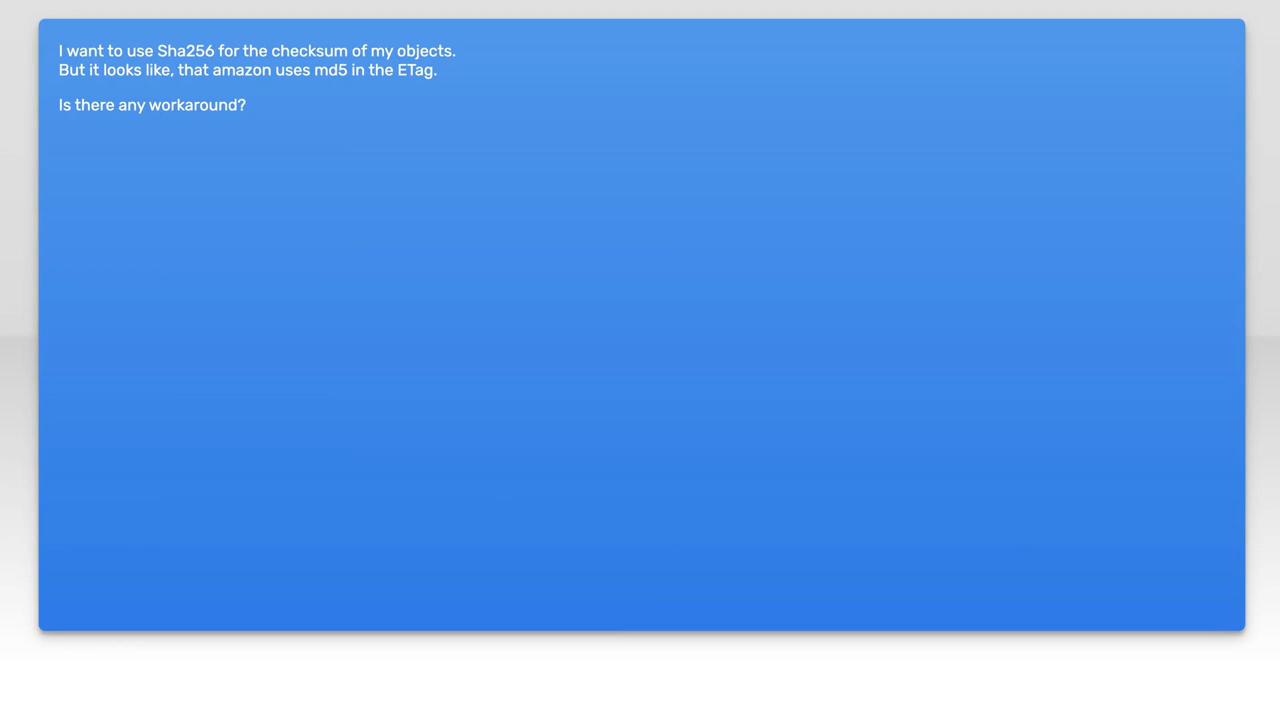 I want to use Sha256 for the checksum of my objects.
But it looks like, that amazon uses md5 in the ETag.
Is there any workaround?